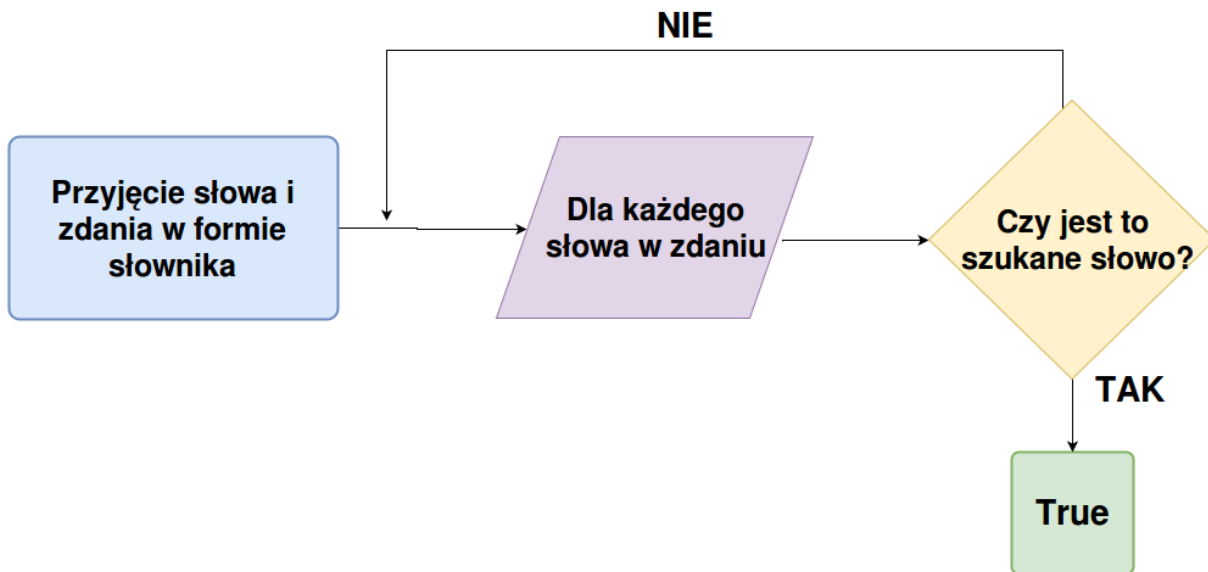 NIE
Przyjęcie słowa i
zdania w formie
słownika
Dla każdego
słowa w zdaniu
Czy jest to
szukane słowo?
TAK
True